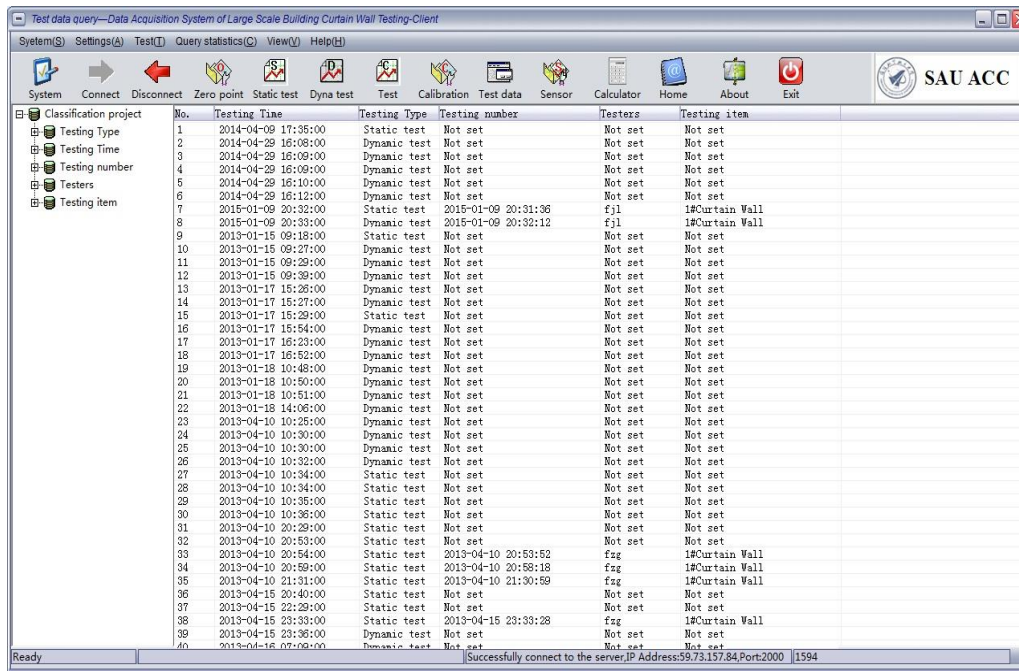 Test data query—Data Acquisition System of Large Scale Building Curtain Wall Testing-Client
Syetem(S) Settings(A) Test(T) Query statistics(C) View(V) Help(H)
System Connect Disconnect Zero point Static test Dyna test Test Calibration Test data Sensor Calculator Home About Exit SAU ACC
Classification project
Testing Type
Testing Time
Testing number
Testers
Testing item
No. Testing Time Testing Type Testing number Testers Testing item
1 2014-04-09 17:35:00 Static test Not set Not set Not set
2 2014-04-29 16:08:00 Dynamic test Not set Not set Not set
3 2014-04-29 16:09:00 Dynamic test Not set Not set Not set
4 2014-04-29 16:09:00 Dynamic test Not set Not set Not set
5 2014-04-29 16:10:00 Dynamic test Not set Not set Not set
6 2014-04-29 16:12:00 Dynamic test Not set Not set Not set
7 2015-01-09 20:32:00 Static test 2015-01-09 20:31:36 fjl 1#Curtain Wall
8 2015-01-09 20:33:00 Dynamic test 2015-01-09 20:32:12 fjl 1#Curtain Wall
9 2013-01-15 09:18:00 Static test Not set Not set Not set
10 2013-01-15 09:27:00 Dynamic test Not set Not set Not set
11 2013-01-15 09:29:00 Dynamic test Not set Not set Not set
12 2013-01-15 09:39:00 Dynamic test Not set Not set Not set
13 2013-01-17 15:26:00 Dynamic test Not set Not set Not set
14 2013-01-17 15:27:00 Dynamic test Not set Not set Not set
15 2013-01-17 15:29:00 Static test Not set Not set Not set
16 2013-01-17 15:54:00 Dynamic test Not set Not set Not set
17 2013-01-17 16:23:00 Dynamic test Not set Not set Not set
18 2013-01-17 16:52:00 Dynamic test Not set Not set Not set
19 2013-01-18 10:48:00 Dynamic test Not set Not set Not set
20 2013-01-18 10:50:00 Dynamic test Not set Not set Not set
21 2013-01-18 10:51:00 Dynamic test Not set Not set Not set
22 2013-01-18 14:06:00 Dynamic test Not set Not set Not set
23 2013-04-10 10:25:00 Dynamic test Not set Not set Not set
24 2013-04-10 10:30:00 Dynamic test Not set Not set Not set
25 2013-04-10 10:30:00 Dynamic test Not set Not set Not set
26 2013-04-10 10:32:00 Dynamic test Not set Not set Not set
27 2013-04-10 10:34:00 Static test Not set Not set Not set
28 2013-04-10 10:34:00 Static test Not set Not set Not set
29 2013-04-10 10:35:00 Static test Not set Not set Not set
30 2013-04-10 10:36:00 Static test Not set Not set Not set
31 2013-04-10 20:29:00 Static test Not set Not set Not set
32 2013-04-10 20:53:00 Static test Not set Not set Not set
33 2013-04-10 20:54:00 Static test 2013-04-10 20:53:52 fzg 1#Curtain Wall
34 2013-04-10 20:59:00 Static test 2013-04-10 20:58:18 fzg 1#Curtain Wall
35 2013-04-10 21:31:00 Static test 2013-04-10 21:30:59 fzg 1#Curtain Wall
36 2013-04-15 20:40:00 Static test Not set Not set Not set
37 2013-04-15 22:29:00 Static test Not set Not set Not set
38 2013-04-15 23:33:00 Static test 2013-04-15 23:33:28 fzg 1#Curtain Wall
39 2013-04-15 23:36:00 Dynamic test Not set Not set Not set
40 2013-04-16 07:09:00 Dynamic test Not set Not set Not set
Ready Successfully connect to the server,IP Address:59.73.157.84,Port:2000 1594